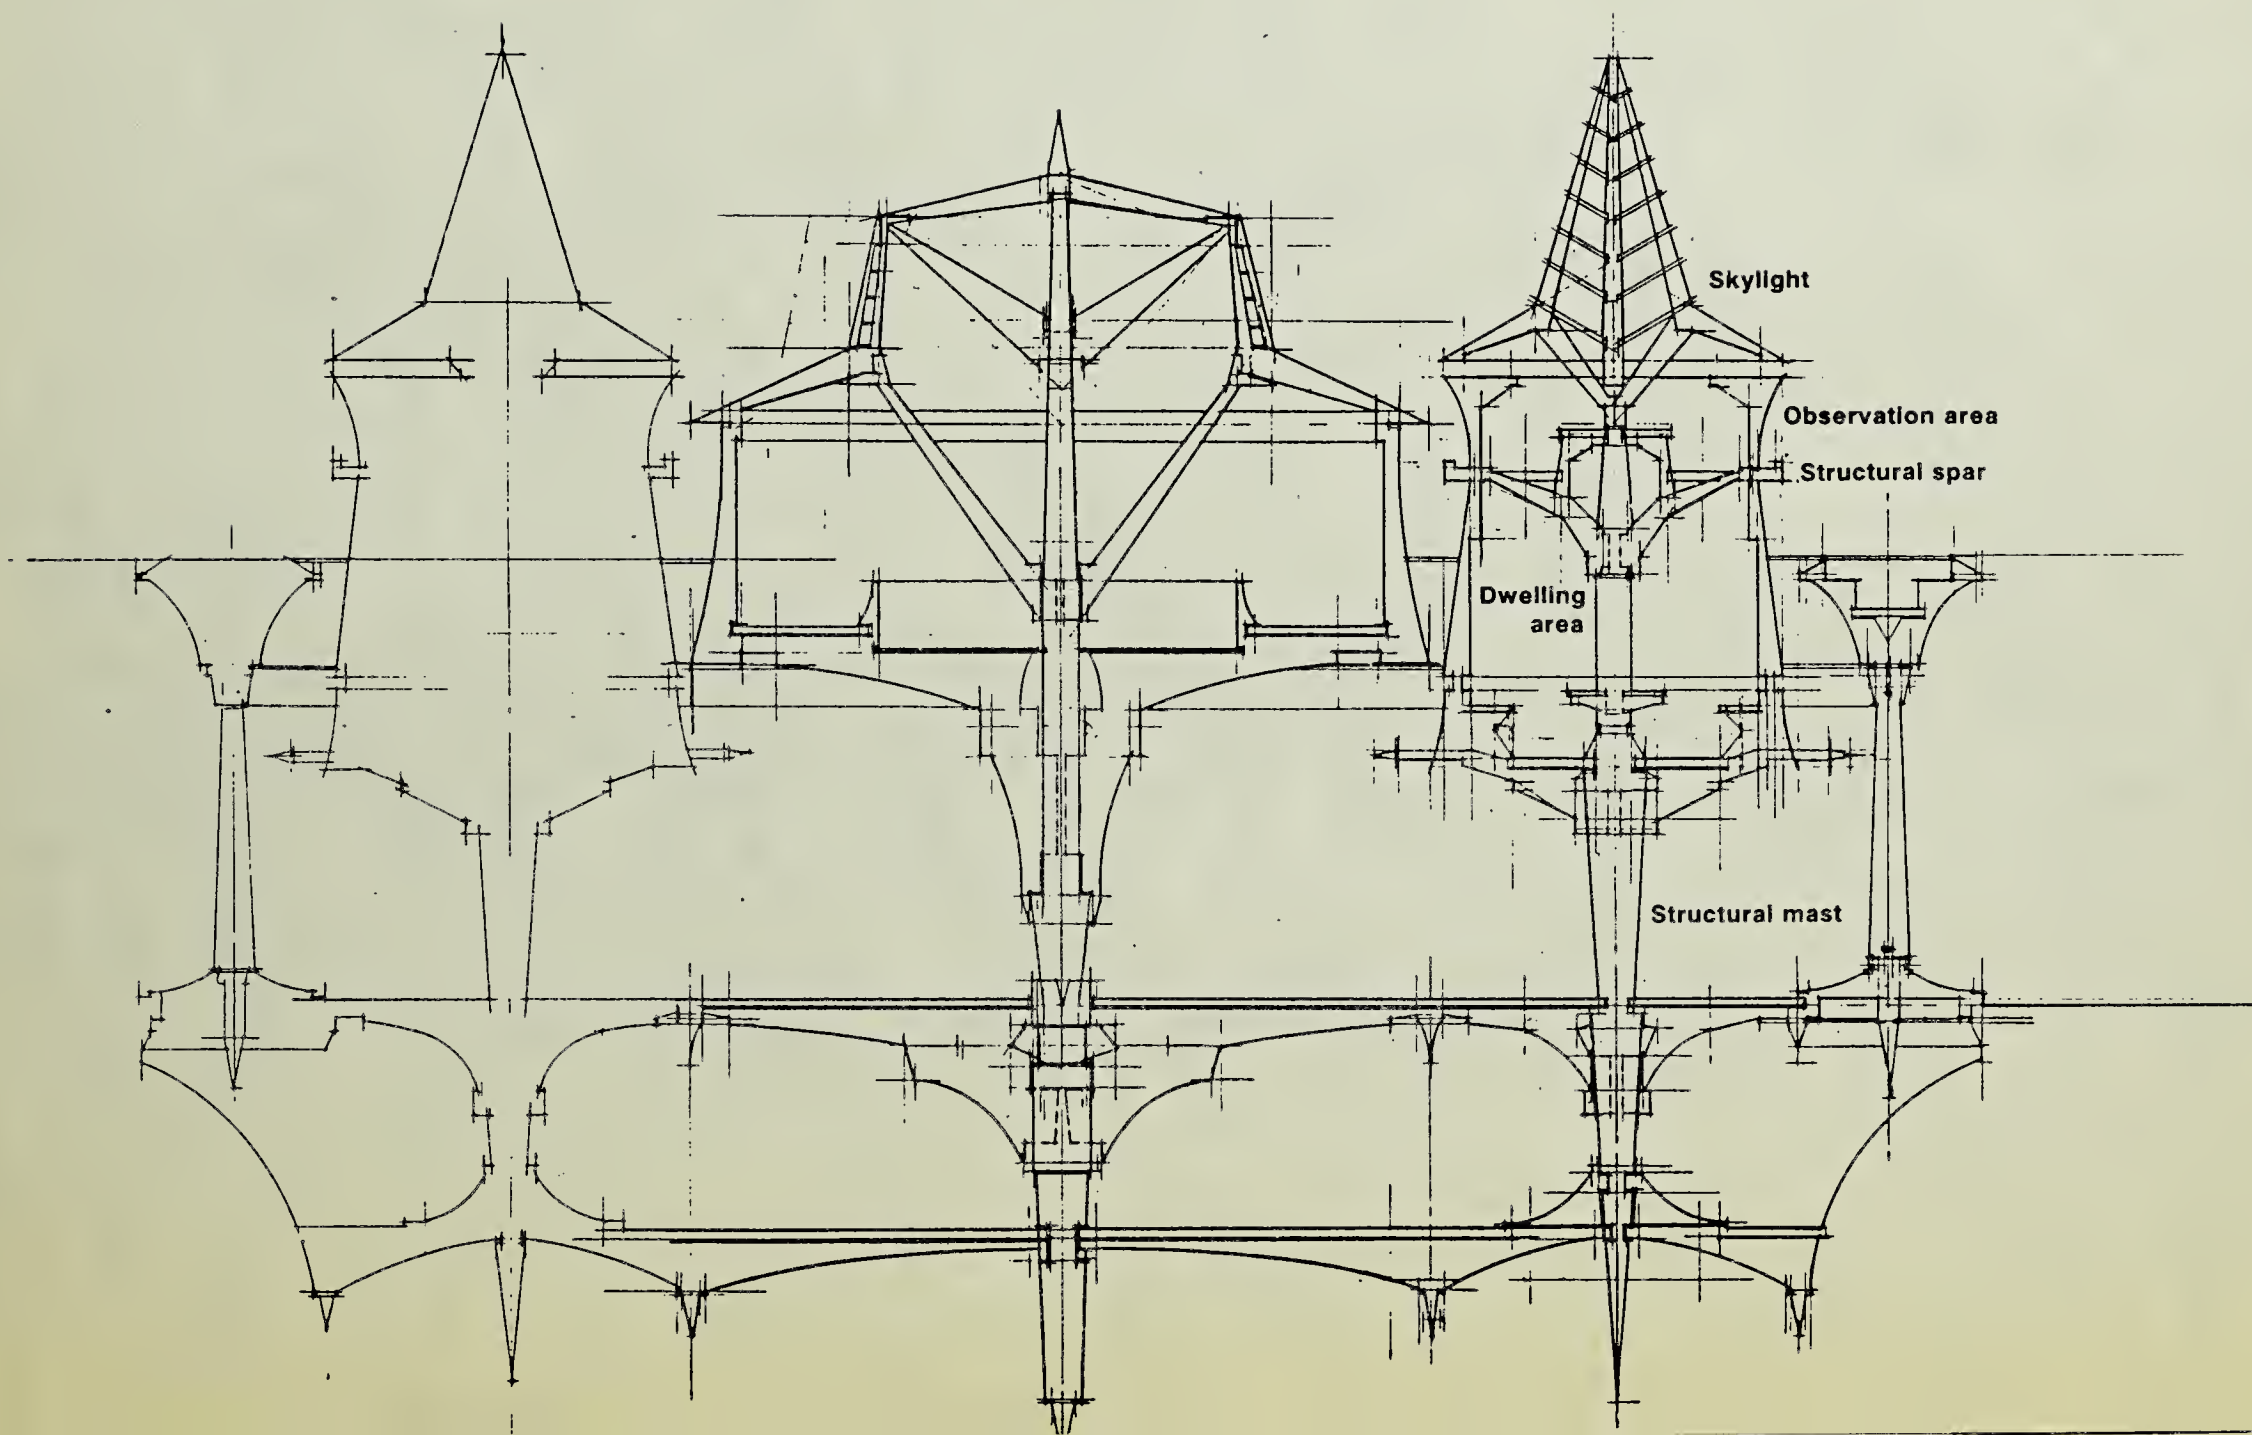 Skylight
Observation area
Structural spar
Dwelling
area
Structural mast